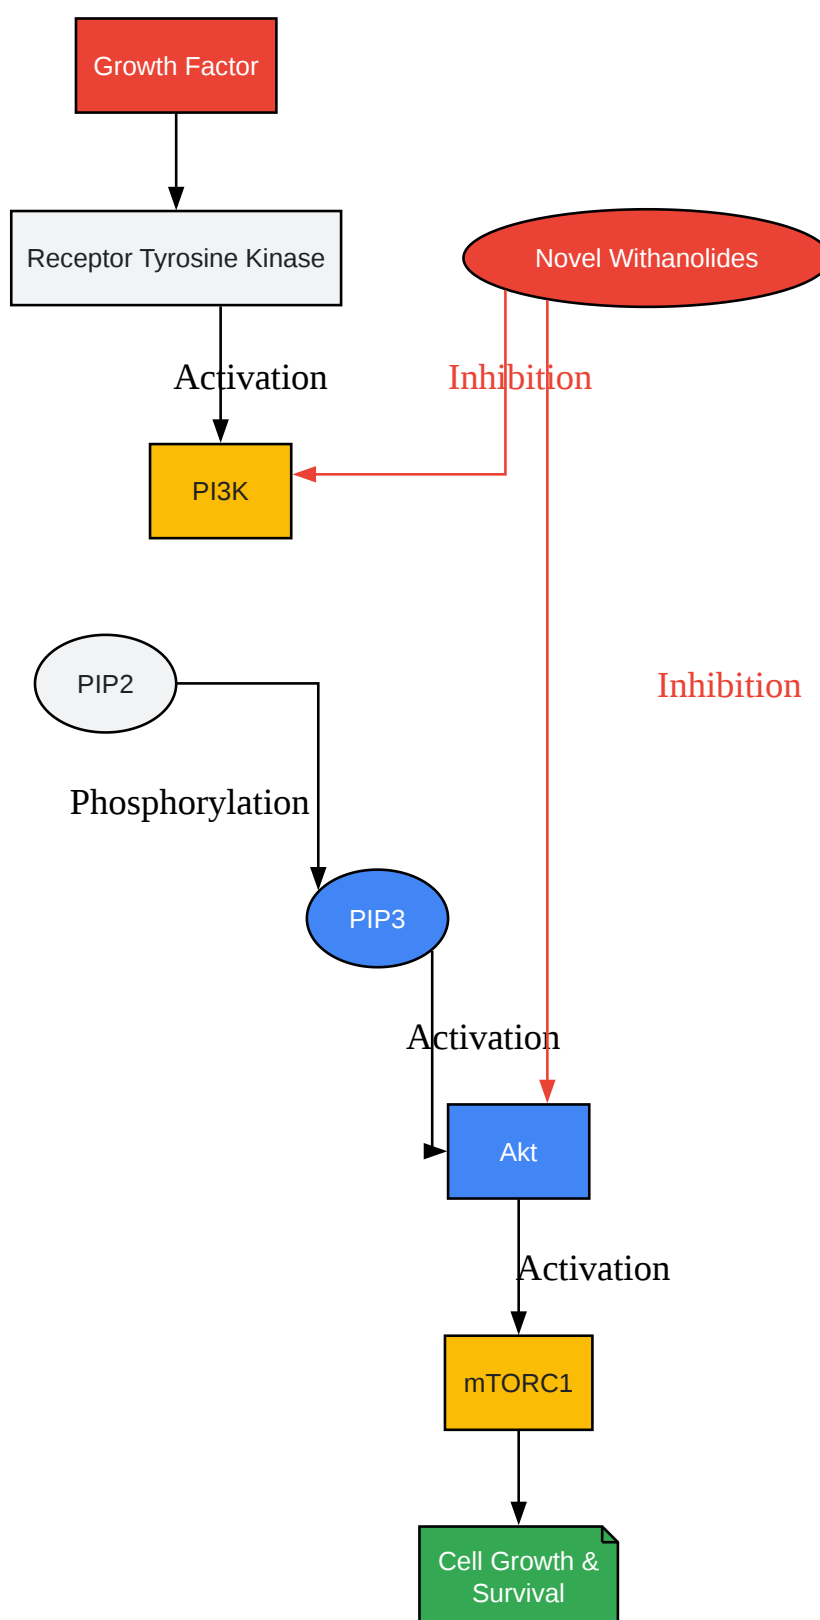 Growth Factor
Receptor Tyrosine Kinase
Novel Withanolides
Activation
Inhibition
PI3K
PIP2
Inhibition
Phosphorylation
PIP3
Activation
Akt
Activation
mTORC1
Cell Growth &
Survival